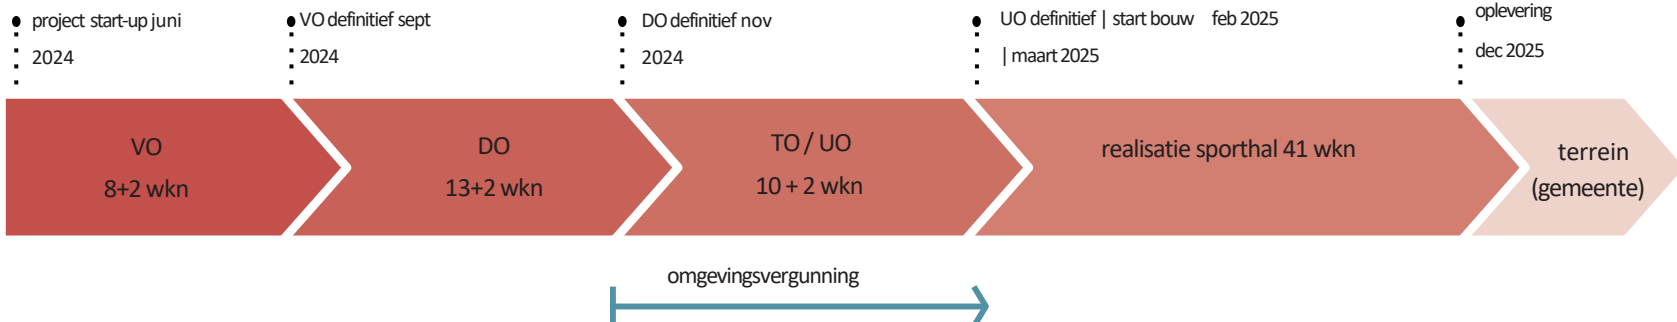 project start-up juni
2024
VO definitief sept
2024
DO definitief nov
2024
UO definitief | start bouw feb 2025
| maart 2025
oplevering
dec 2025
VO
8+2 wkn
DO
13+2 wkn
TO / UO
10 + 2 wkn
realisatie sporthal 41 wkn
terrein
(gemeente)
omgevingsvergunning